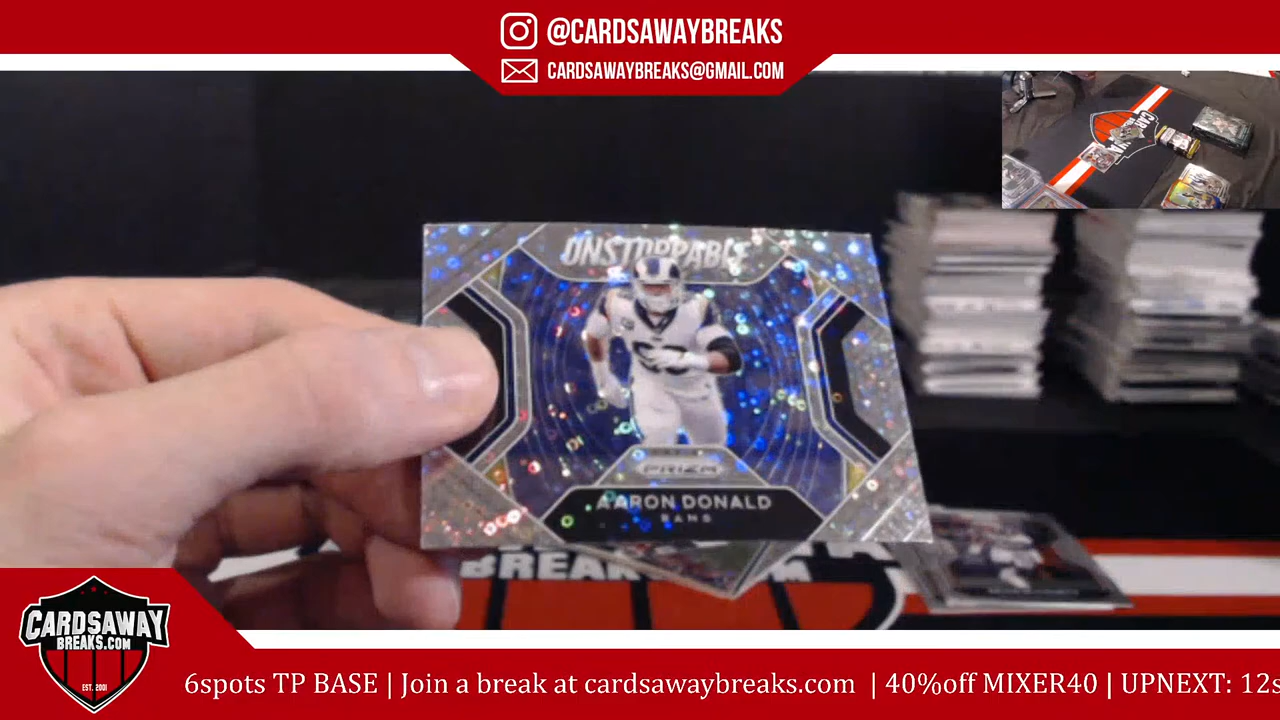 @CARDSAWAYBREAKS
CARDSAWAYBREAKS@GMAIL.COM
UNSTOPPABLE
PRIZM
AARON DONALD
RAMS
BREAK
CARDSAWAY
BREAKS.COM
EST. 2001
6spots TP BASE | Join a break at cardsawaybreaks.com | 40%off MIXER40 | UPNEXT: 12s